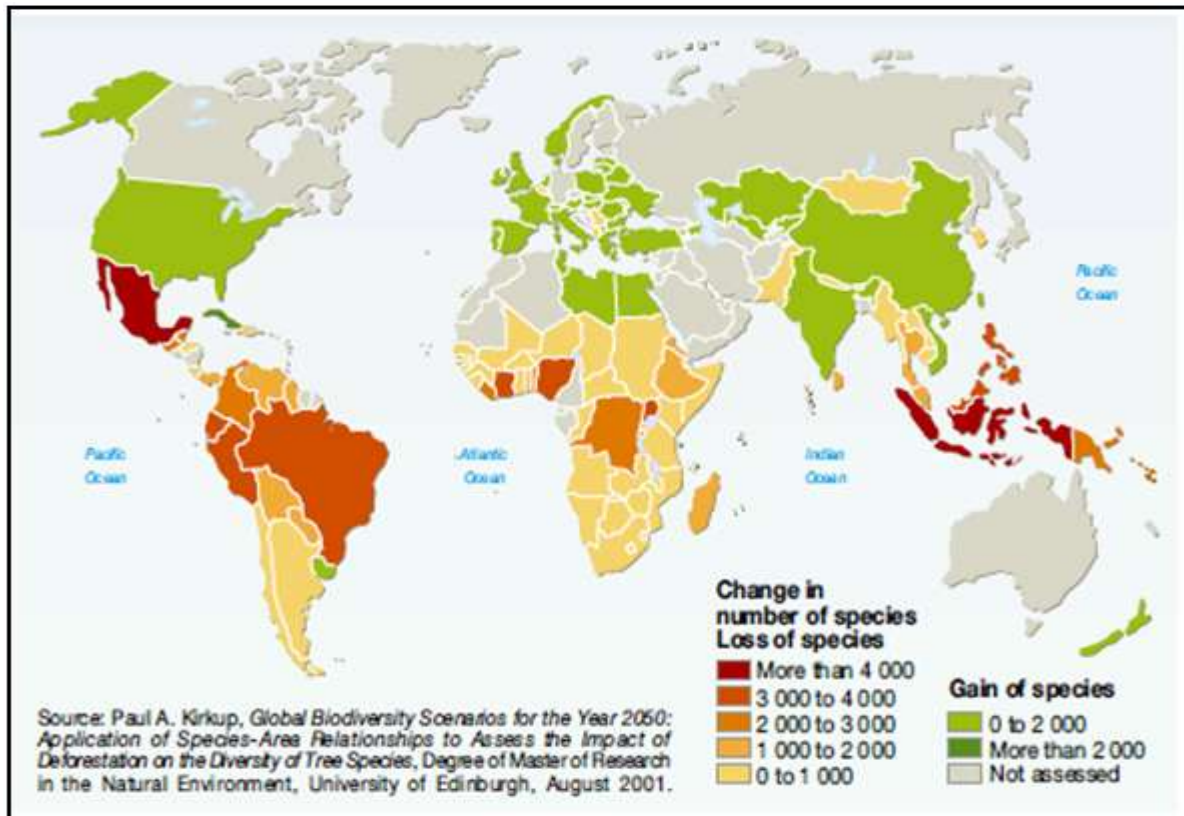 Pacific
Ocean
Pacific
Ocean
Atlantic
Ocean
Indian
Ocean
Change in
number of species
Loss of species
More than 4 000
3 000 to 4 000
2 000 to 3 000
1 000 to 2 000
0 to 1 000
Gain of species
0 to 2 000
More than 2 000
Not assessed
Source: Paul A. Kirkup, Global Biodiversity Scenarios for the Year 2050:
Application of Species-Area Relationships to Assess the Impact of
Deforestation on the Diversity of Tree Species, Degree of Master of Research
in the Natural Environment, University of Edinburgh, August 2001.